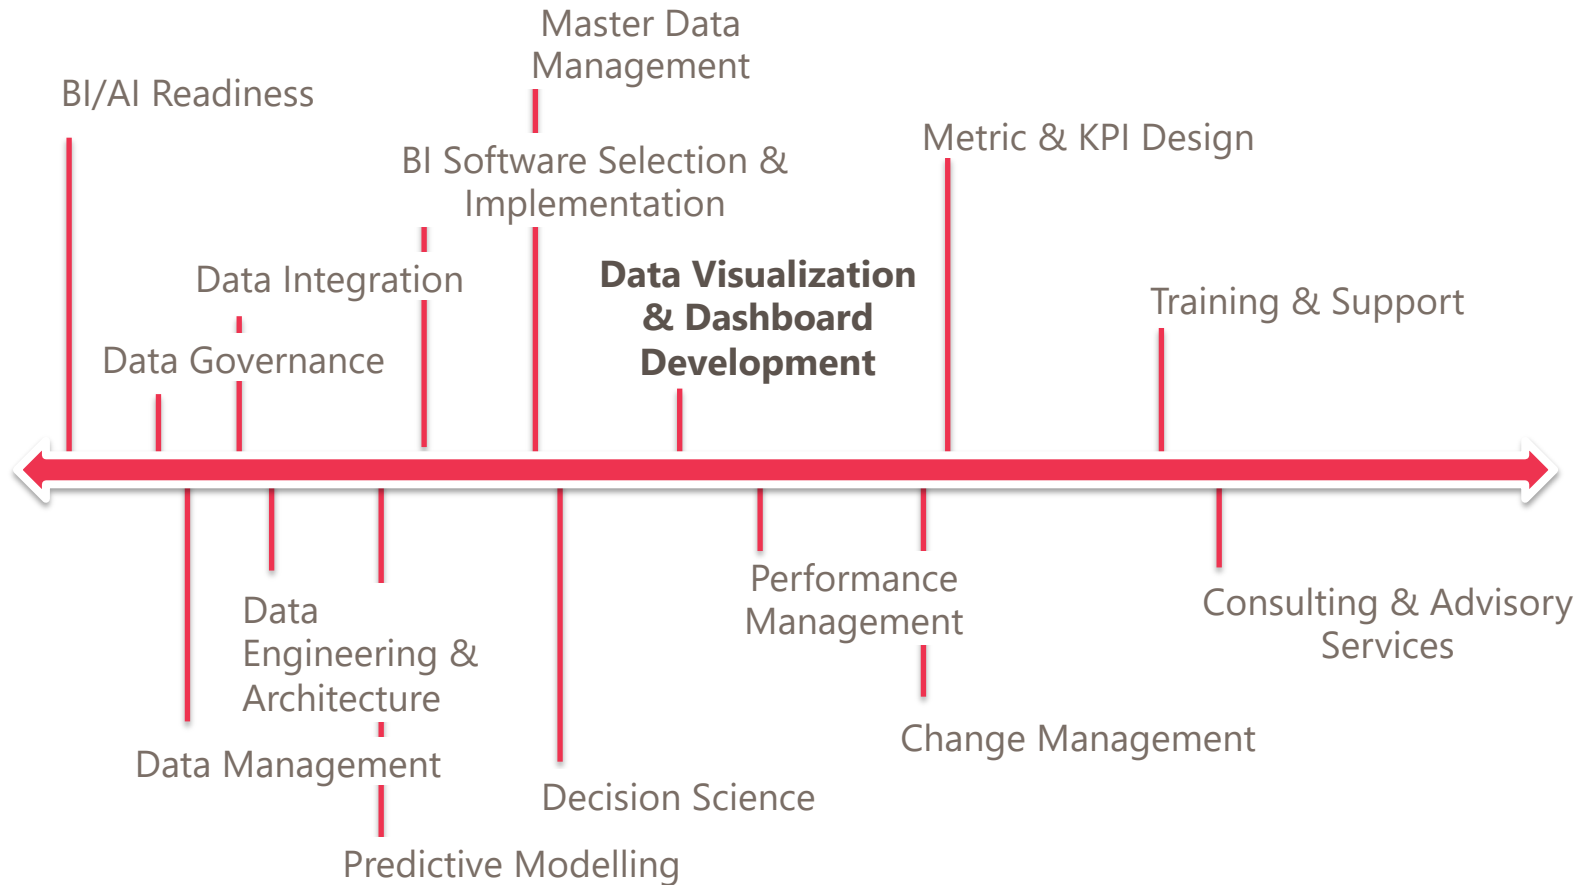 Master Data
Management
BI/AI Readiness
Metric & KPI Design
BI Software Selection &
Implementation
Data Integration
Data Visualization
& Dashboard
Development
Training & Support
Data Governance
Performance
Management
Data
Engineering &
Architecture
Consulting & Advisory
Services
Change Management
Data Management
Decision Science
Predictive Modelling